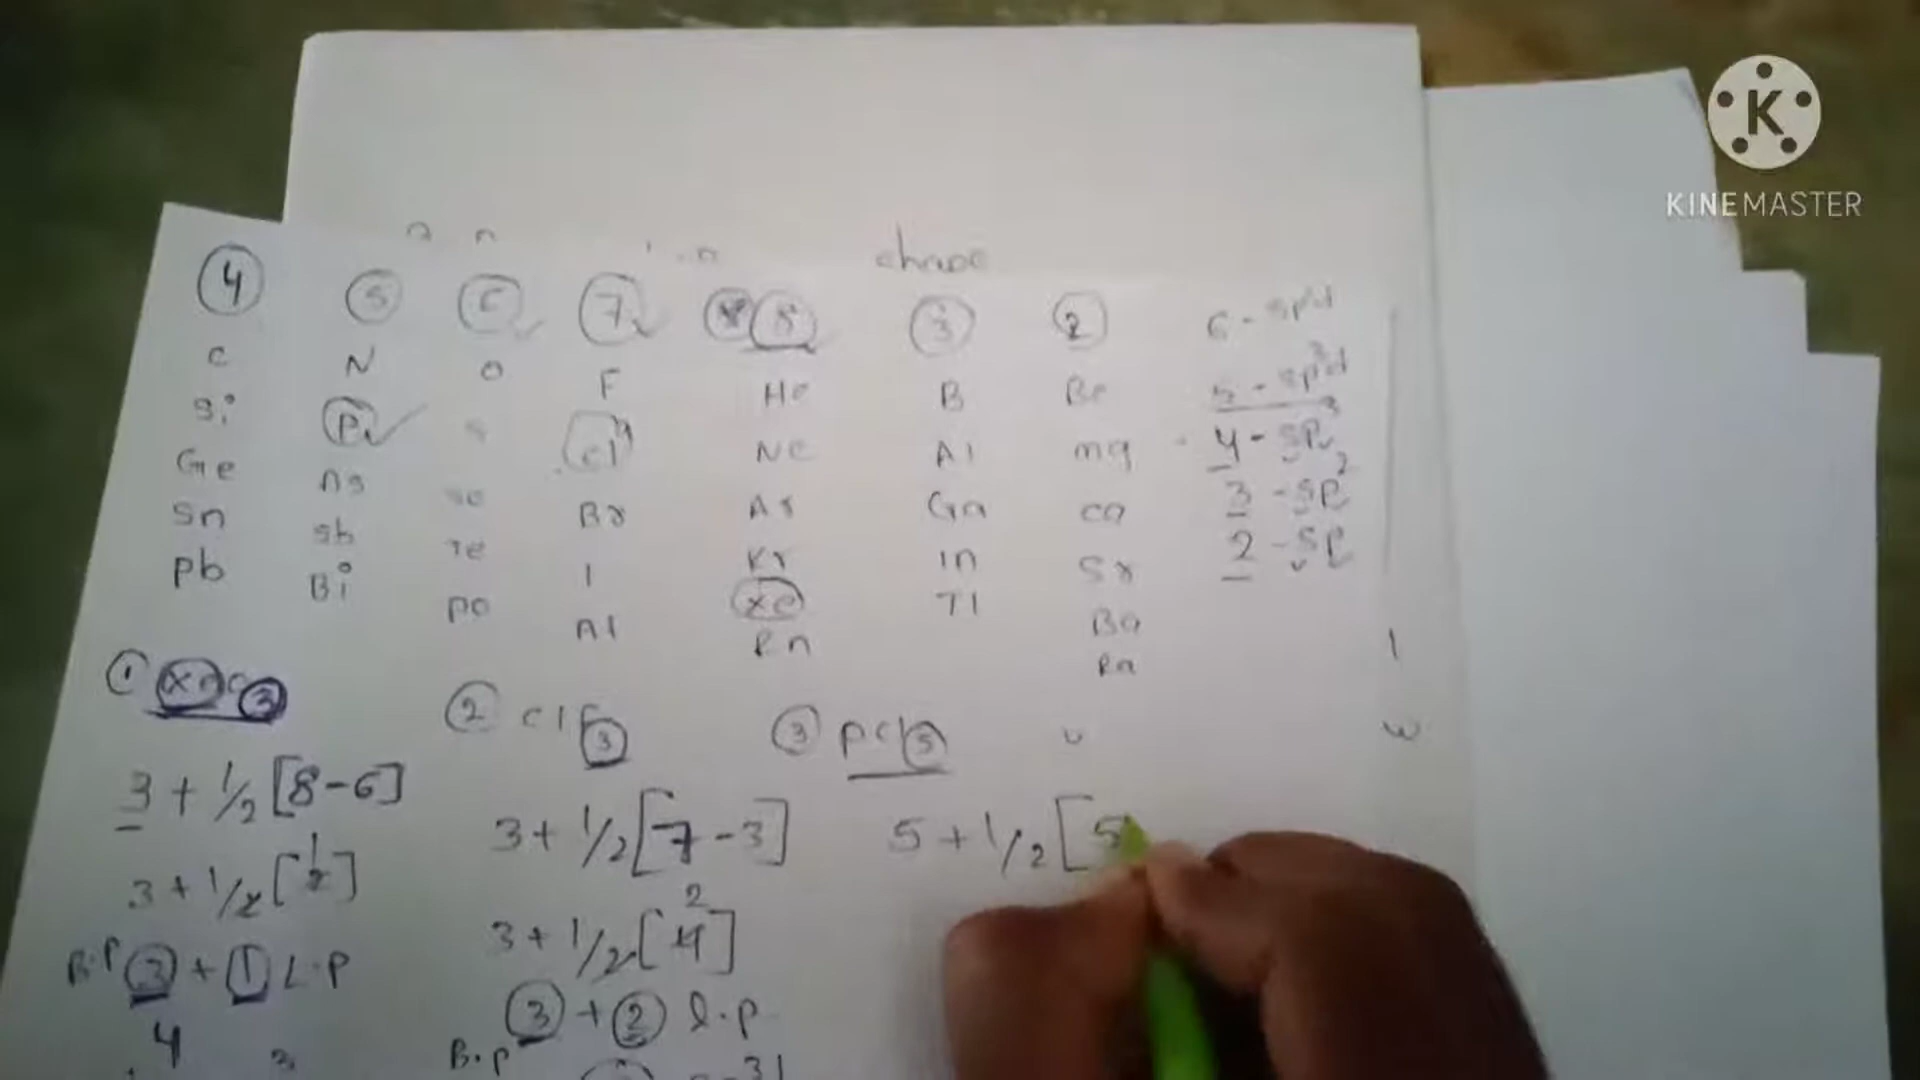 K
KINEMASTER
shape
4 5 6 7 8 3 2 6 - sp3d2
C N O F He B Be 5 - sp3d
Si P S Cl Ne Al mg 4 - sp3
Ge As Se Br Ar Ga ca 3 - sp2
Sn Sb Te I Kr In Sr 2 - sp
Pb Bi Po At Xe Tl Ba
Rn Ra
① XeO3 ② ClF3 ③ PCl5
3 + 1/2 [8-6] 3 + 1/2 [7-3] 5 + 1/2 [5
3 + 1/2 [2] 1 3 + 1/2 [4] 2
B.P 3 + 1 L.P 3 + 2 l.p
4 B.P